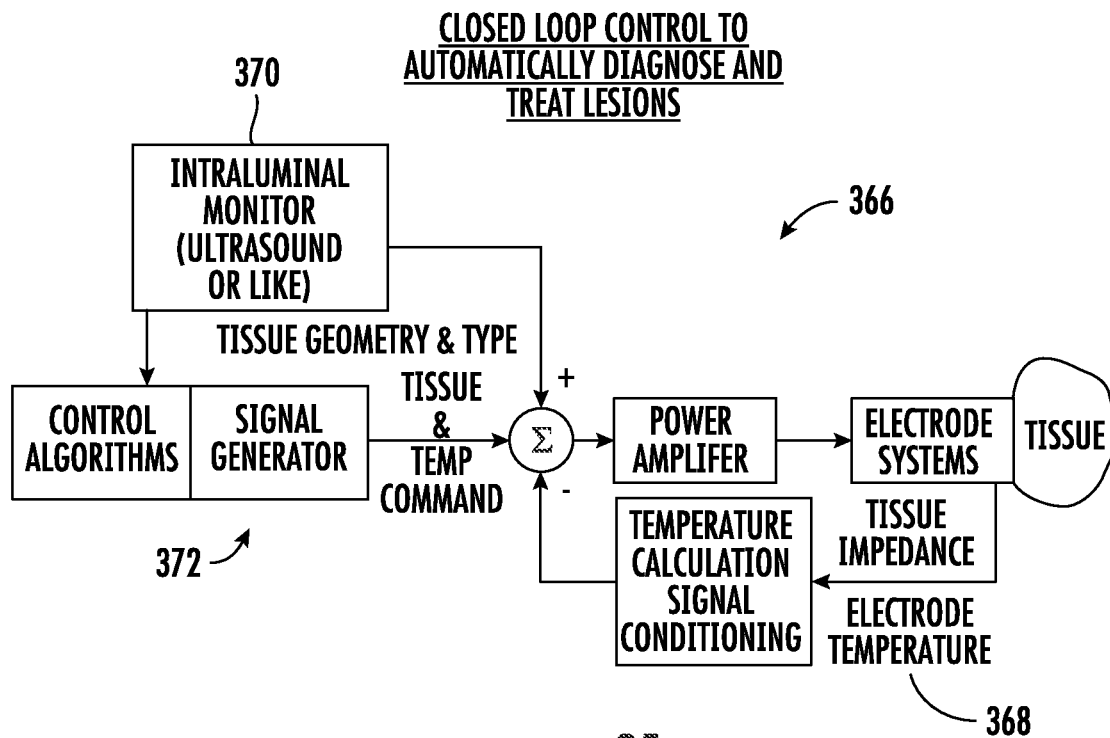 CLOSED LOOP CONTROL TO
AUTOMATICALLY DIAGNOSE AND
TREAT LESIONS
370
INTRALUMINAL
MONITOR
(ULTRASOUND
OR LIKE)
366
TISSUE GEOMETRY & TYPE
CONTROL
ALGORITHMS
SIGNAL
GENERATOR
TISSUE
&
TEMP
COMMAND
+
Σ
-
POWER
AMPLIFER
ELECTRODE
SYSTEMS
TISSUE
372
TEMPERATURE
CALCULATION
SIGNAL
CONDITIONING
TISSUE
IMPEDANCE
ELECTRODE
TEMPERATURE
368